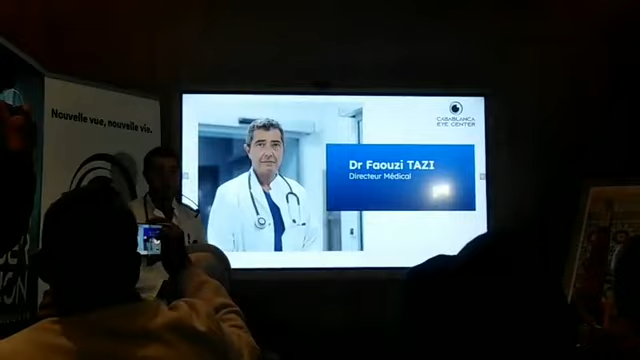 Nouvelle vue, nouvelle vie.
CASABLANCA
EYE CENTER
Dr Faouzi TAZI
Directeur Médical